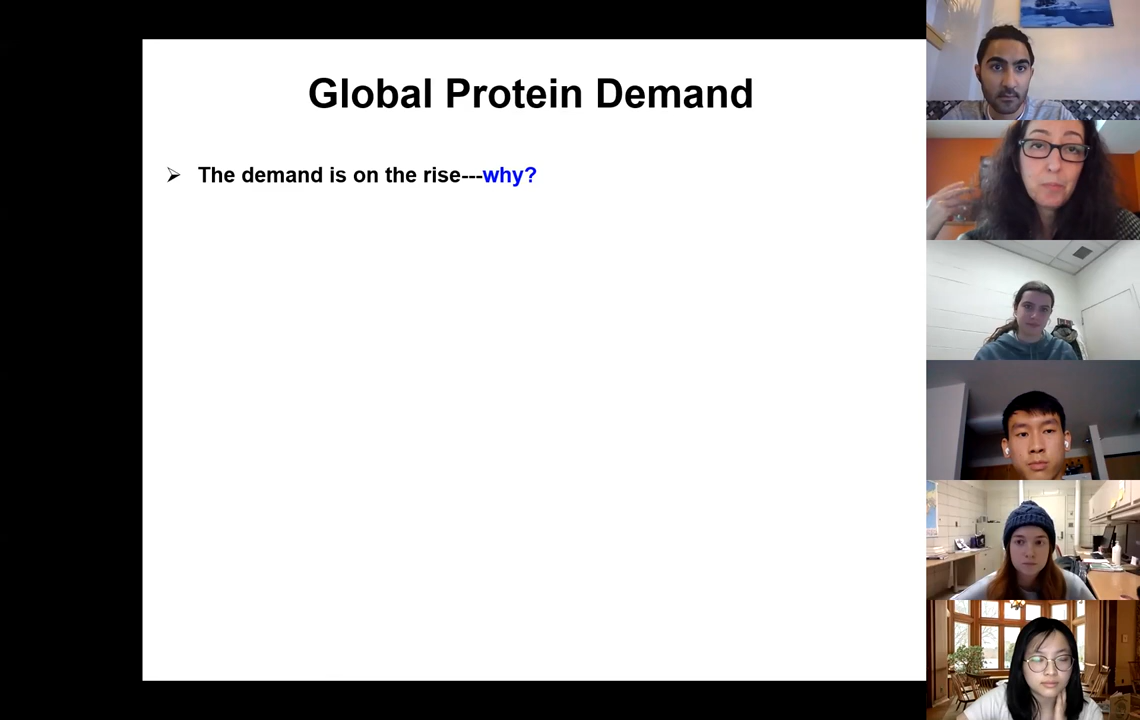 Global Protein Demand
➢ The demand is on the rise---why?